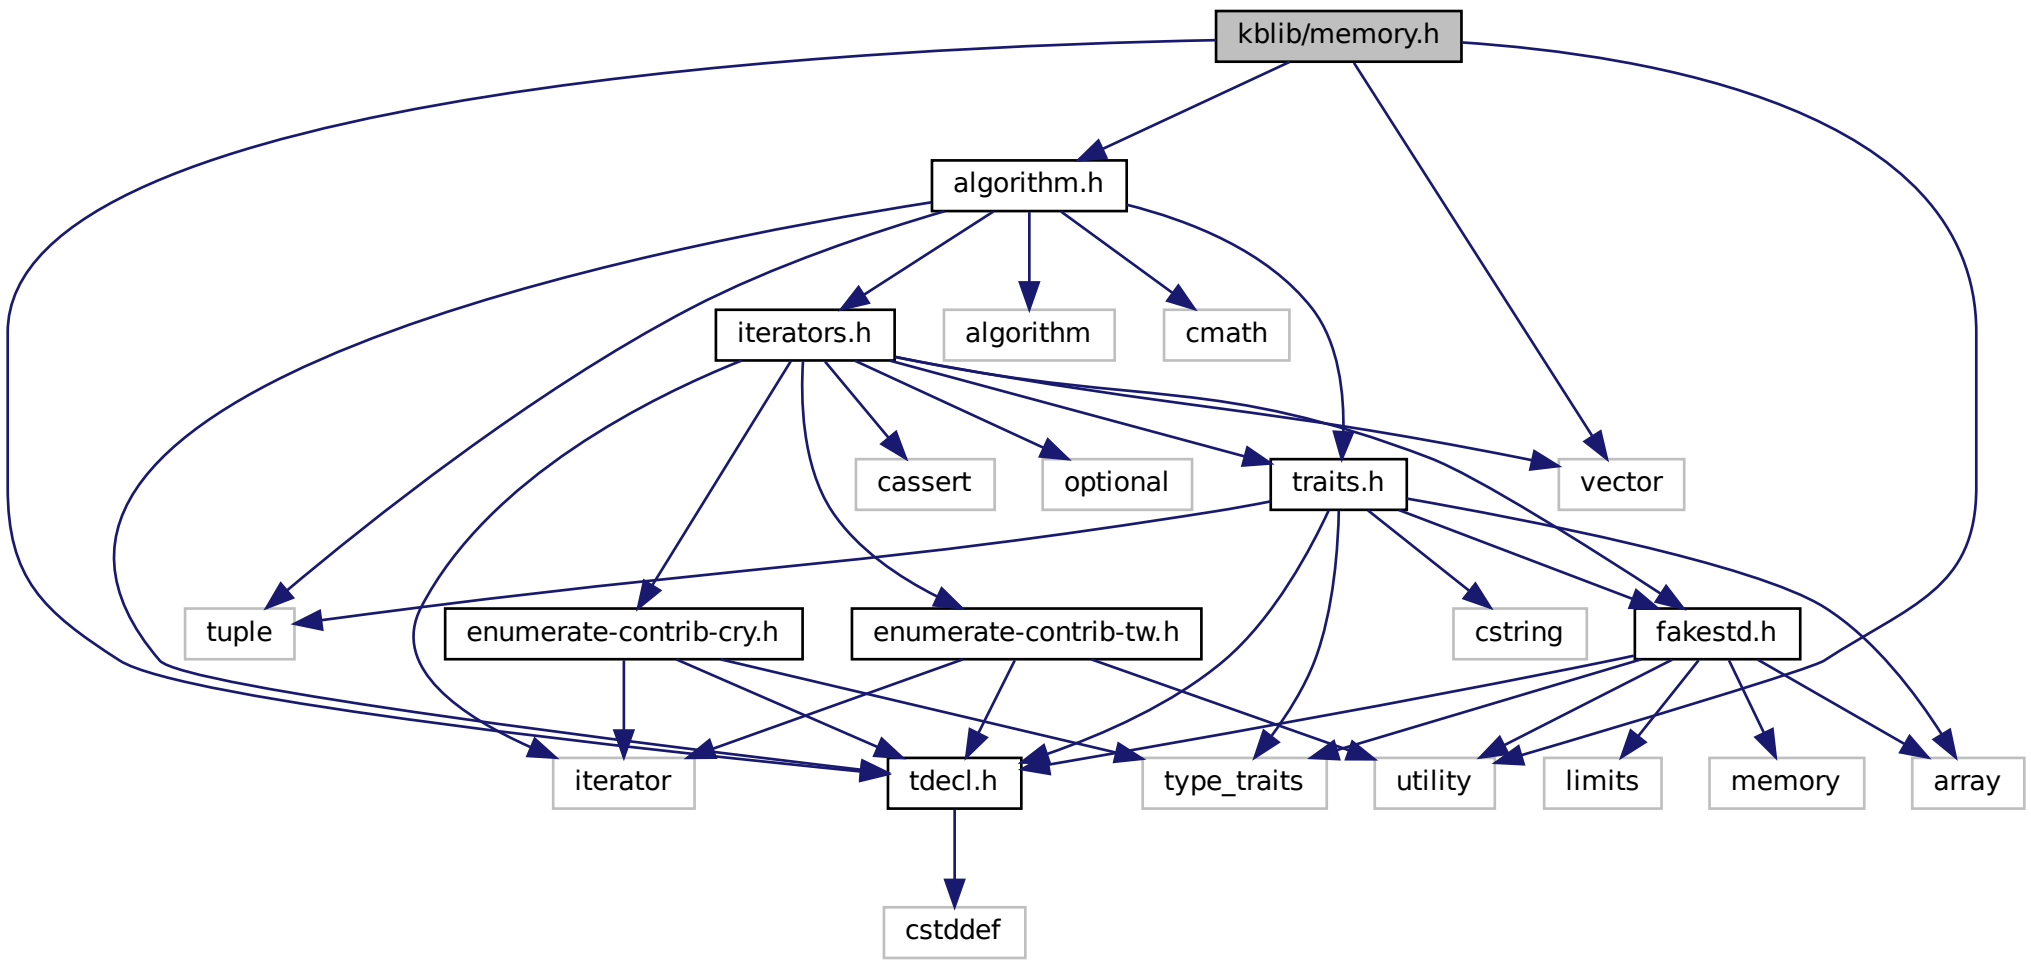 kblib/memory.h
algorithm.h
iterators.h
algorithm
cmath
cassert
optional
traits.h
vector
tuple
enumerate-contrib-cry.h
enumerate-contrib-tw.h
cstring
fakestd.h
iterator
tdecl.h
type_traits
utility
limits
memory
array
cstddef